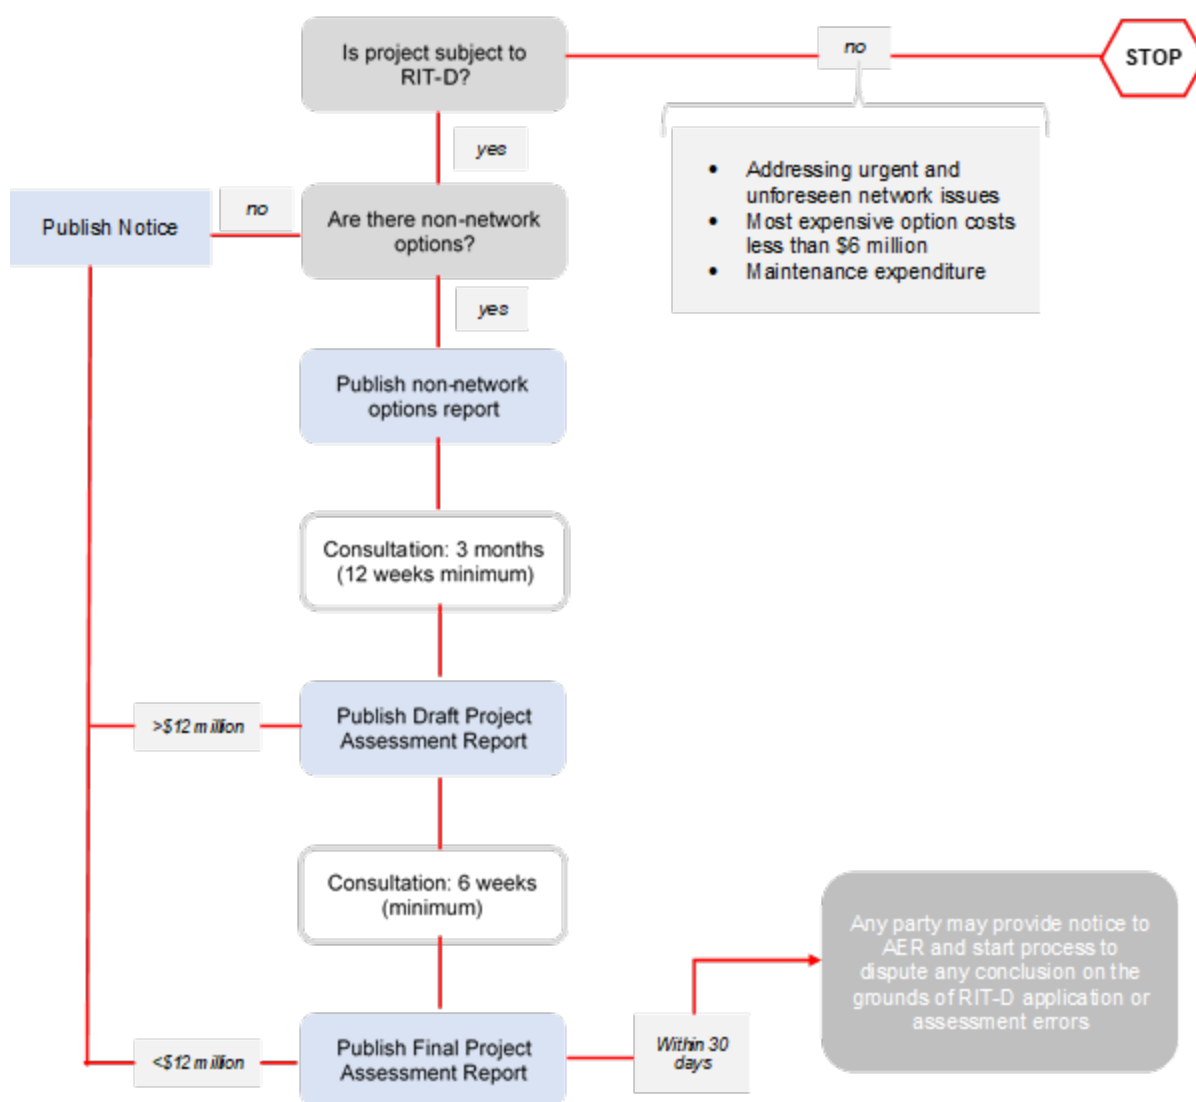 Is project subject to
RIT-D?
no
STOP
yes
• Addressing urgent and
unforeseen network issues
• Most expensive option costs
less than $6 million
• Maintenance expenditure
Publish Notice
no
Are there non-network
options?
yes
Publish non-network
options report
Consultation: 3 months
(12 weeks minimum)
>$12 million
Publish Draft Project
Assessment Report
Consultation: 6 weeks
(minimum)
Any party may provide notice to
AER and start process to
dispute any conclusion on the
grounds of RIT-D application or
assessment errors
<$12 million
Publish Final Project
Assessment Report
Within 30
days